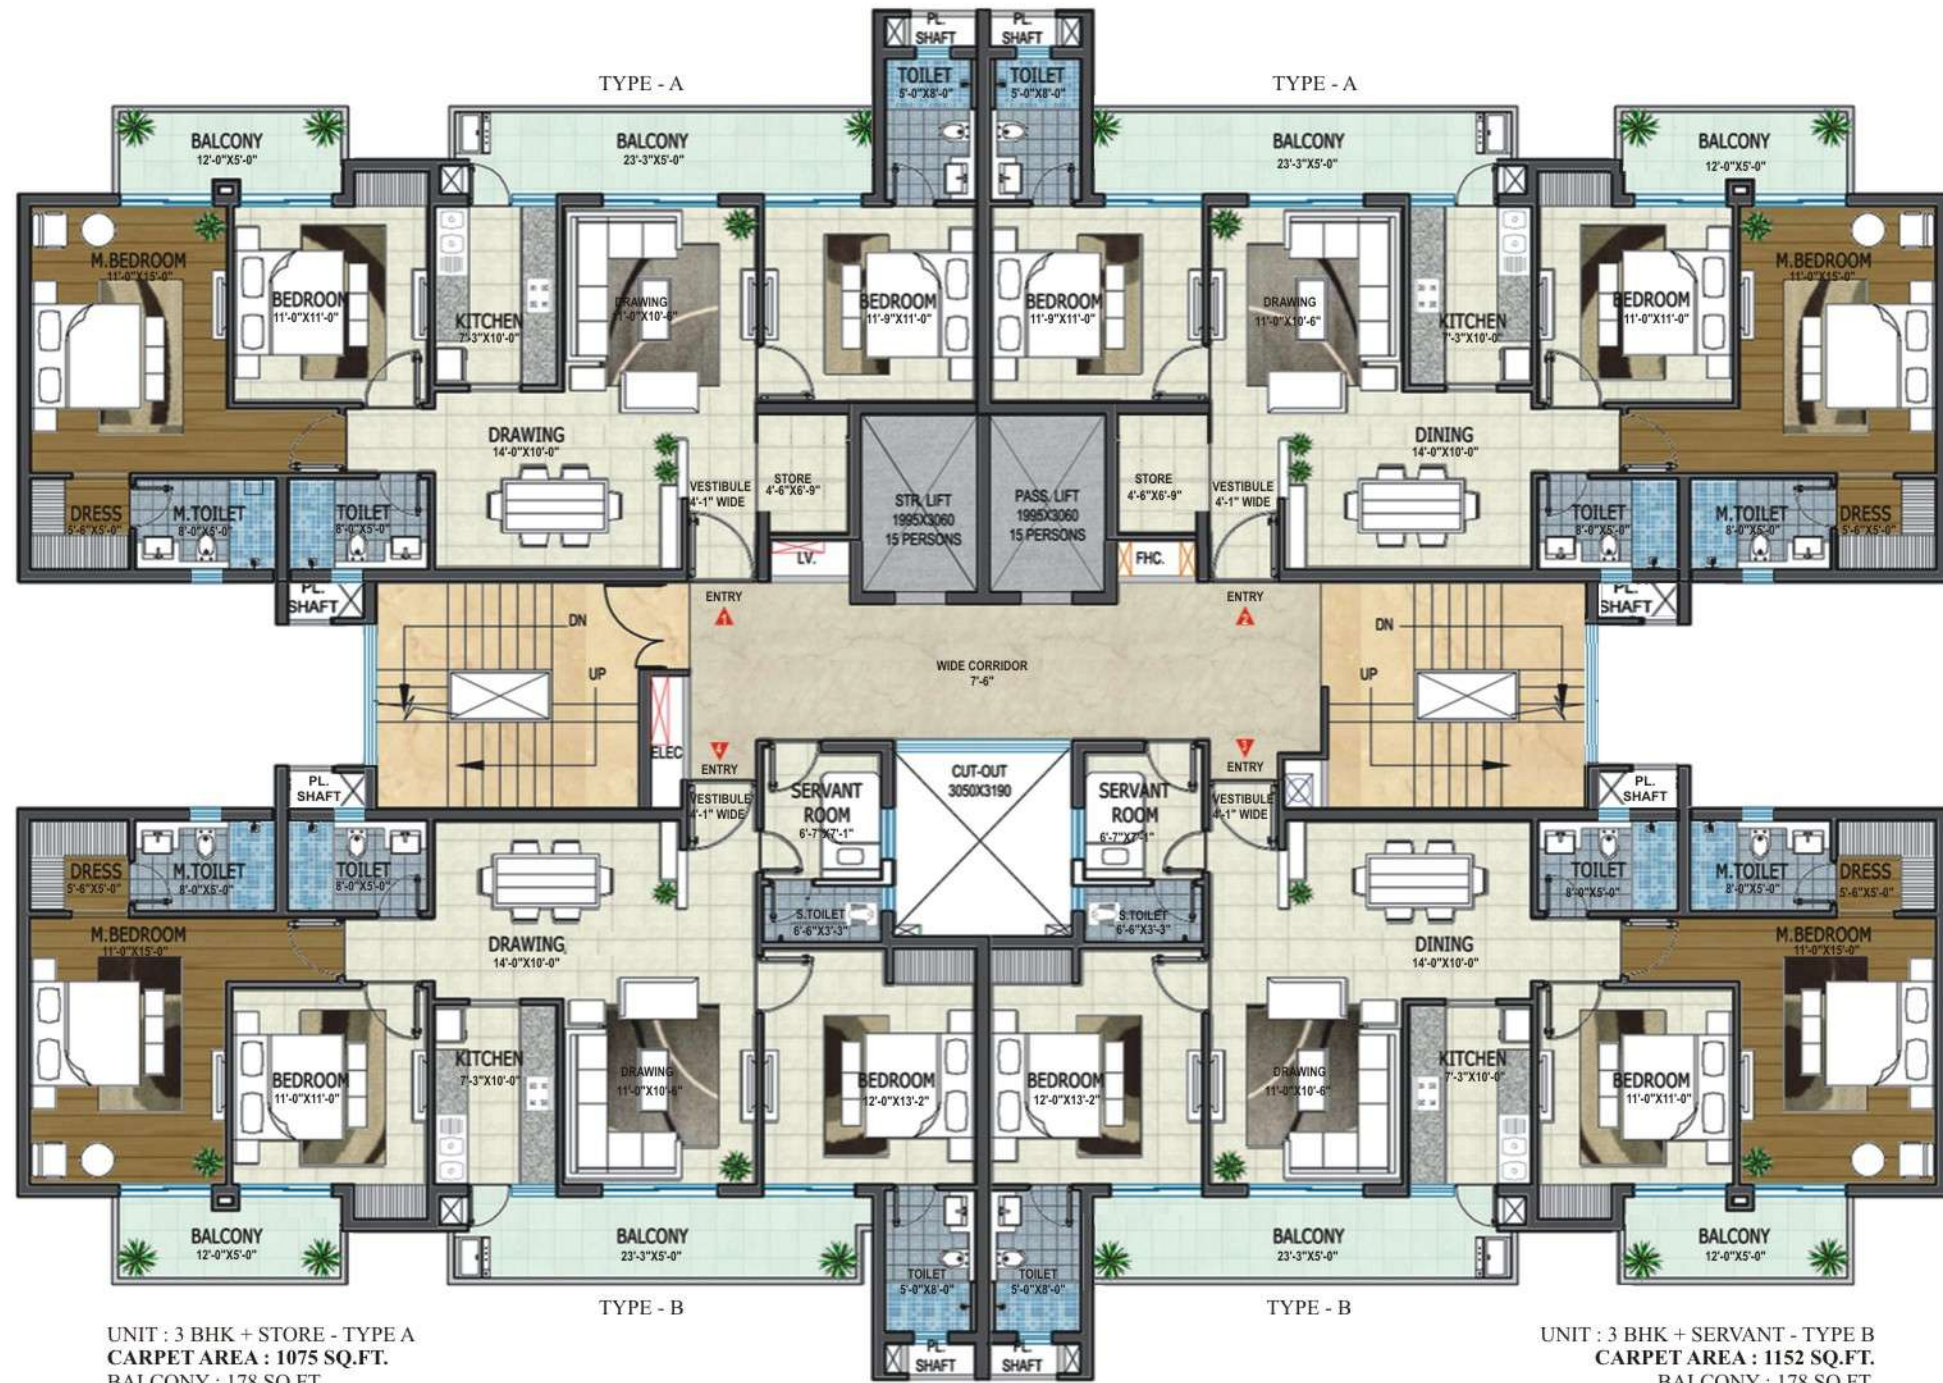 PL.
SHAFT
PL.
SHAFT
TYPE - A
TOILET
5'-0"X8'-0"
TOILET
5'-0"X8'-0"
TYPE - A
BALCONY
12'-0"X5'-0"
BALCONY
23'-3"X5'-0"
BALCONY
23'-3"X5'-0"
BALCONY
12'-0"X5'-0"
M.BEDROOM
11'-0"X15'-0"
BEDROOM
11'-0"X11'-0"
KITCHEN
7'-3"X10'-0"
DRAWING
11'-0"X10'-6"
BEDROOM
11'-9"X11'-0"
BEDROOM
11'-9"X11'-0"
DRAWING
11'-0"X10'-6"
KITCHEN
7'-3"X10'-0"
BEDROOM
11'-0"X11'-0"
M.BEDROOM
11'-0"X15'-0"
DRAWING
14'-0"X10'-0"
DINING
14'-0"X10'-0"
DRESS
5'-6"X5'-0"
M.TOILET
8'-0"X5'-0"
TOILET
8'-0"X5'-0"
VESTIBULE
4'-1" WIDE
STORE
4'-6"X6'-9"
STR. LIFT
1995X3060
15 PERSONS
PASS. LIFT
1995X3060
15 PERSONS
STORE
4'-6"X6'-9"
VESTIBULE
4'-1" WIDE
TOILET
8'-0"X5'-0"
M.TOILET
8'-0"X5'-0"
DRESS
5'-6"X5'-0"
LV.
FHC.
PL.
SHAFT
ENTRY
1
ENTRY
2
PL.
SHAFT
DN
UP
WIDE CORRIDOR
7'-6"
DN
UP
ELEC
4
ENTRY
3
ENTRY
PL.
SHAFT
VESTIBULE
4'-1" WIDE
SERVANT
ROOM
6'-7"X7'-1"
CUT-OUT
3050X3190
SERVANT
ROOM
6'-7"X7'-1"
VESTIBULE
4'-1" WIDE
PL.
SHAFT
DRESS
5'-6"X5'-0"
M.TOILET
8'-0"X5'-0"
TOILET
8'-0"X5'-0"
S.TOILET
6'-6"X3'-3"
S.TOILET
6'-6"X3'-3"
TOILET
8'-0"X5'-0"
M.TOILET
8'-0"X5'-0"
DRESS
5'-6"X5'-0"
M.BEDROOM
11'-0"X15'-0"
DRAWING
14'-0"X10'-0"
DINING
14'-0"X10'-0"
M.BEDROOM
11'-0"X15'-0"
BEDROOM
11'-0"X11'-0"
KITCHEN
7'-3"X10'-0"
DRAWING
11'-0"X10'-6"
BEDROOM
12'-0"X13'-2"
BEDROOM
12'-0"X13'-2"
DRAWING
11'-0"X10'-6"
KITCHEN
7'-3"X10'-0"
BEDROOM
11'-0"X11'-0"
BALCONY
12'-0"X5'-0"
BALCONY
23'-3"X5'-0"
BALCONY
23'-3"X5'-0"
BALCONY
12'-0"X5'-0"
TOILET
5'-0"X8'-0"
TOILET
5'-0"X8'-0"
TYPE - B
TYPE - B
PL.
SHAFT
PL.
SHAFT
UNIT : 3 BHK + STORE - TYPE A
CARPET AREA : 1075 SQ.FT.
BALCONY : 178 SQ.FT.
UNIT : 3 BHK + SERVANT - TYPE B
CARPET AREA : 1152 SQ.FT.
BALCONY : 178 SQ.FT.